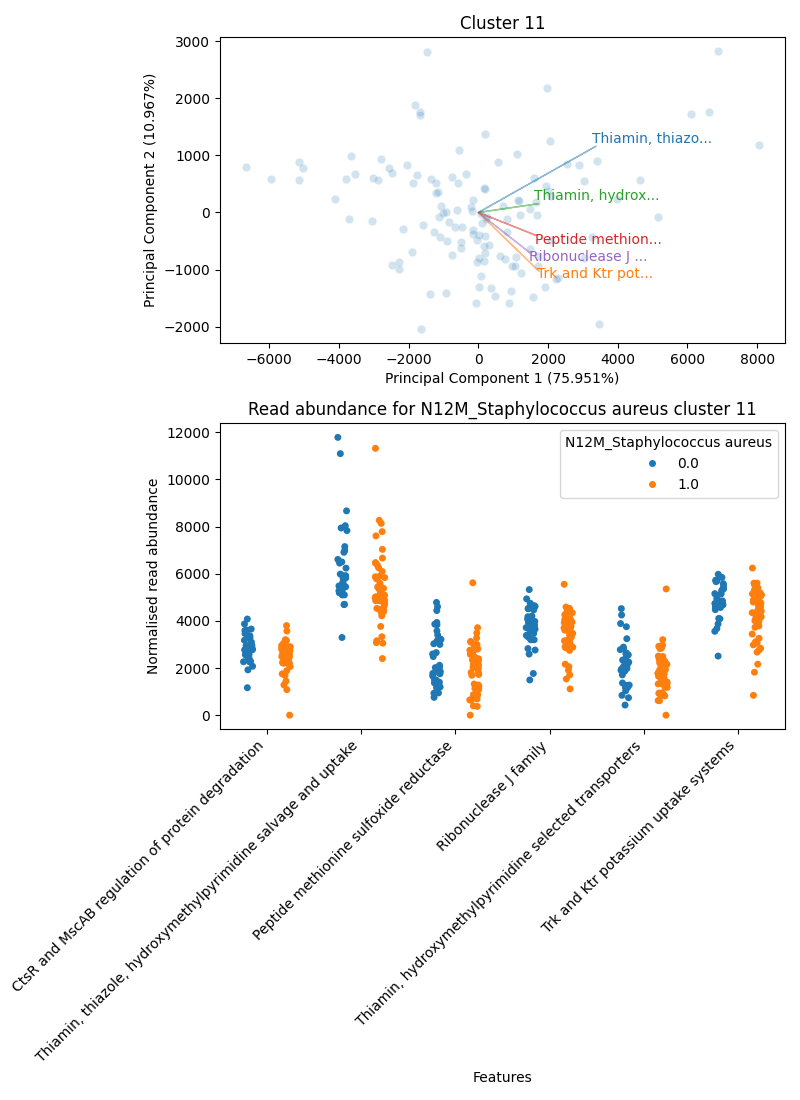 Cluster 11
Principal Component 2 (10.967%)
3000
2000
1000
0
−1000
−2000
Thiamin, thiazo...
Thiamin, hydrox...
Peptide methion...
Ribonuclease J ...
Trk and Ktr pot...
−6000 −4000 −2000 0 2000 4000 6000 8000
Principal Component 1 (75.951%)
Read abundance for N12M_Staphylococcus aureus cluster 11
Normalised read abundance
12000
10000
8000
6000
4000
2000
0
N12M_Staphylococcus aureus
0.0
1.0
CtsR and MscAB regulation of protein degradation
Thiamin, thiazole, hydroxymethylpyrimidine salvage and uptake
Peptide methionine sulfoxide reductase
Ribonuclease J family
Thiamin, hydroxymethylpyrimidine selected transporters
Trk and Ktr potassium uptake systems
Features